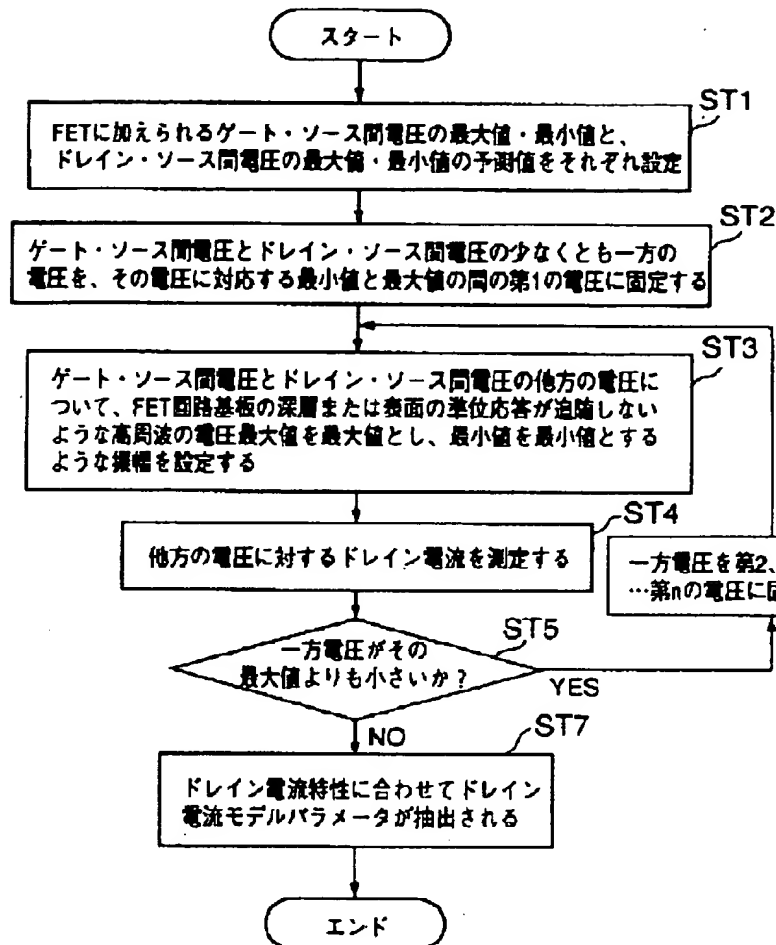 スタート
ST1
FETに加えられるゲート・ソース間電圧の最大値・最小値と、
ドレイン・ソース間電圧の最大値・最小値の予測値をそれぞれ設定
ST2
ゲート・ソース間電圧とドレイン・ソース間電圧の少なくとも一方の
電圧を、その電圧に対応する最小値と最大値の間の第1の電圧に固定する
ST3
ゲート・ソース間電圧とドレイン・ソース間電圧の他方の電圧に
ついて、FET回路基板の深層または表面の準位応答が追随しない
ような高周波の電圧最大値を最大値とし、最小値を最小値とする
ような振幅を設定する
ST4
他方の電圧に対するドレイン電流を測定する
一方電圧を第2、
…第nの電圧に
ST5
一方電圧がその
最大値よりも小さいか？
YES
NO
ST7
ドレイン電流特性に合わせてドレイン
電流モデルパラメータが抽出される
エンド